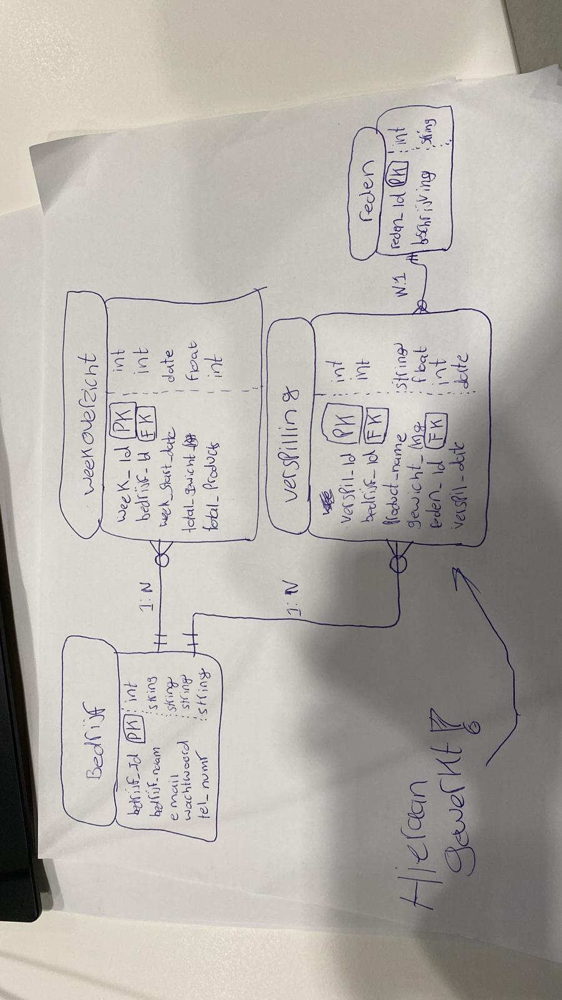 Bedrijf
bedrijf_id PK int
bedrijf_naam string
email string
wachtwoord string
tel_numr string
1:N
1:N
weekoverzicht
week_id PK int
bedrijf_id FK int
week_start_date date
total_gewicht_kg float
total_products int
verspilling
verspil_id PK int
bedrijf_id FK int
product_name string
gewicht_kg float
reden_id FK int
verspil_date date
N:1
reden
reden_id PK int
beschrijving string
Hieraan
gewerkt!